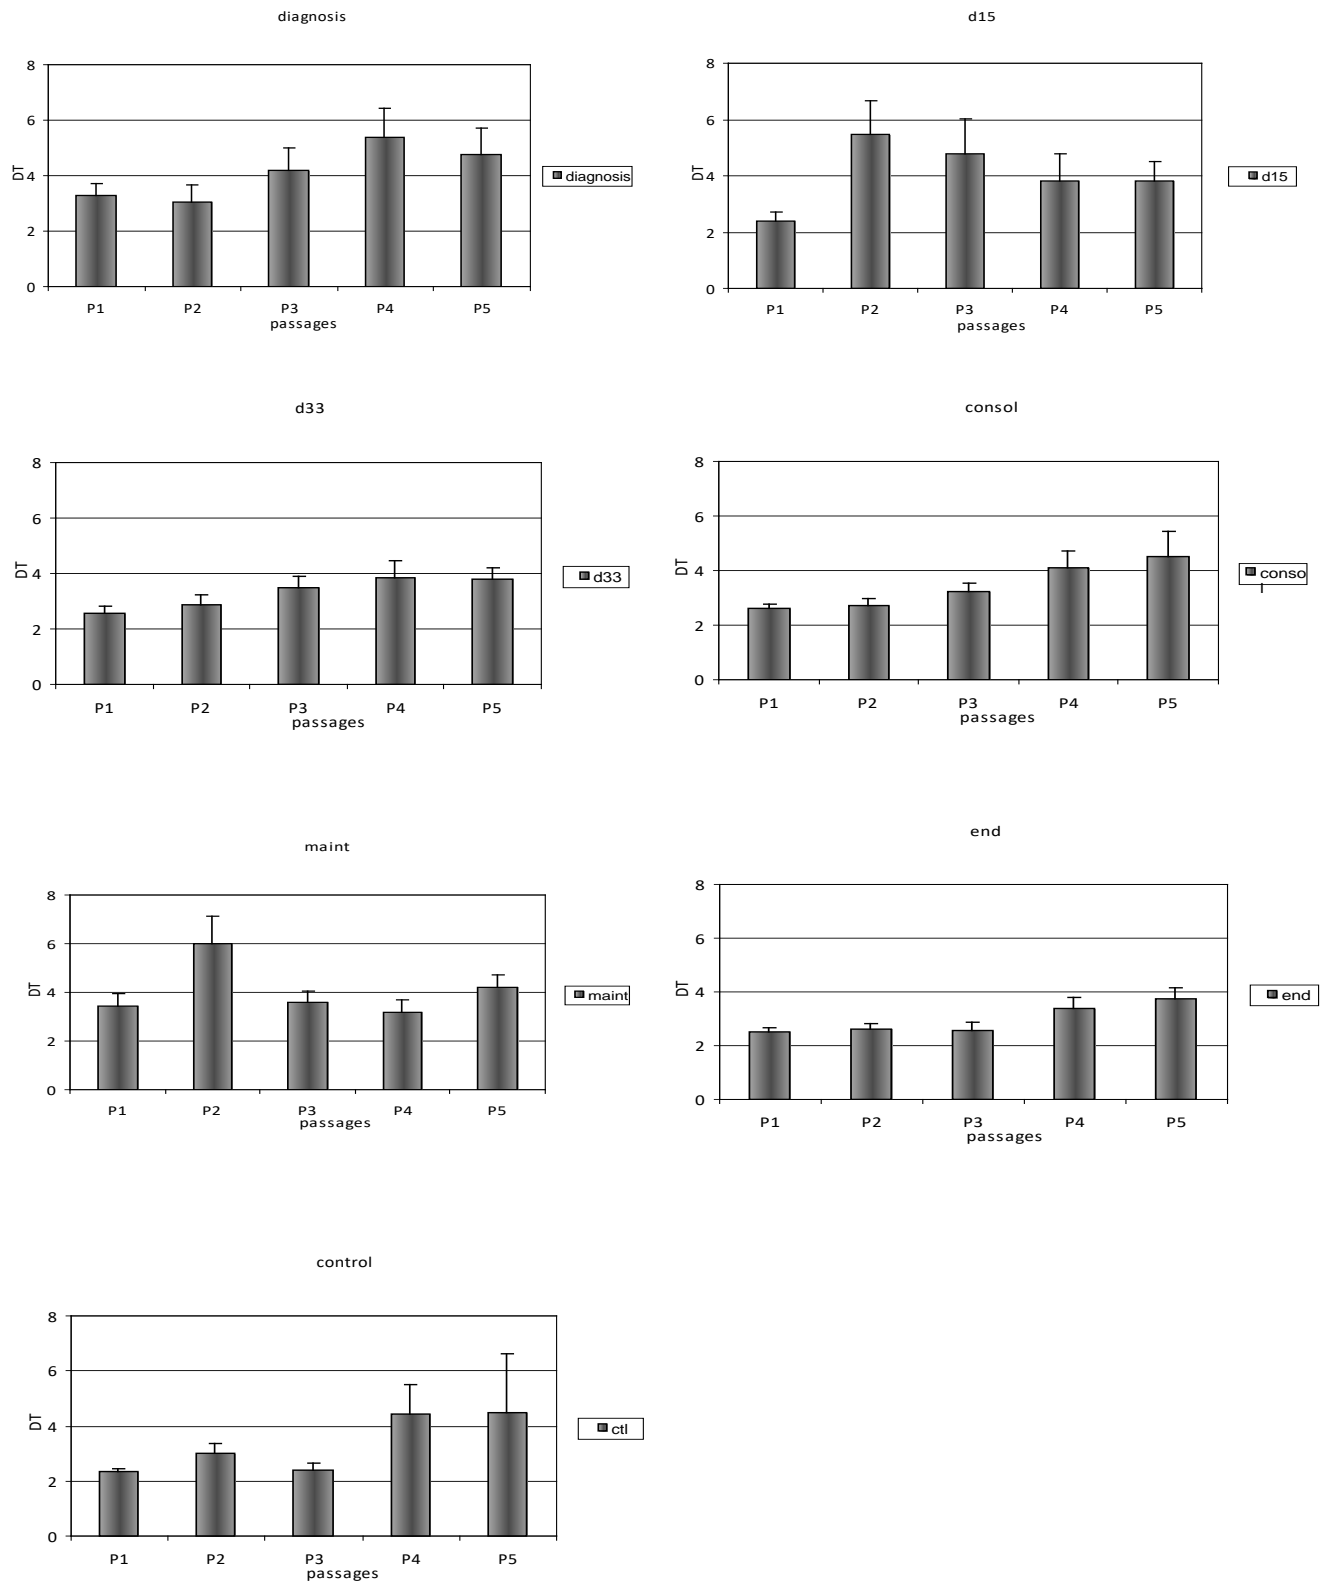 diagnosis
8
6
4
2
0
DT
P1 P2 P3 P4 P5
passages
diagnosis
d15
8
6
4
2
0
DT
P1 P2 P3 P4 P5
passages
d15
d33
8
6
4
2
0
DT
P1 P2 P3 P4 P5
passages
d33
consol
8
6
4
2
0
DT
P1 P2 P3 P4 P5
passages
conso
l
maint
8
6
4
2
0
DT
P1 P2 P3 P4 P5
passages
maint
end
8
6
4
2
0
DT
P1 P2 P3 P4 P5
passages
end
control
8
6
4
2
0
DT
P1 P2 P3 P4 P5
passages
ctl